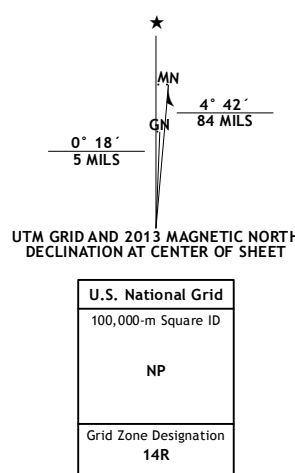 ★
MN
GN
4° 42´
84 MILS
0° 18´
5 MILS
UTM GRID AND 2013 MAGNETIC NORTH
DECLINATION AT CENTER OF SHEET
U.S. National Grid
100,000-m Square ID
NP
Grid Zone Designation
14R